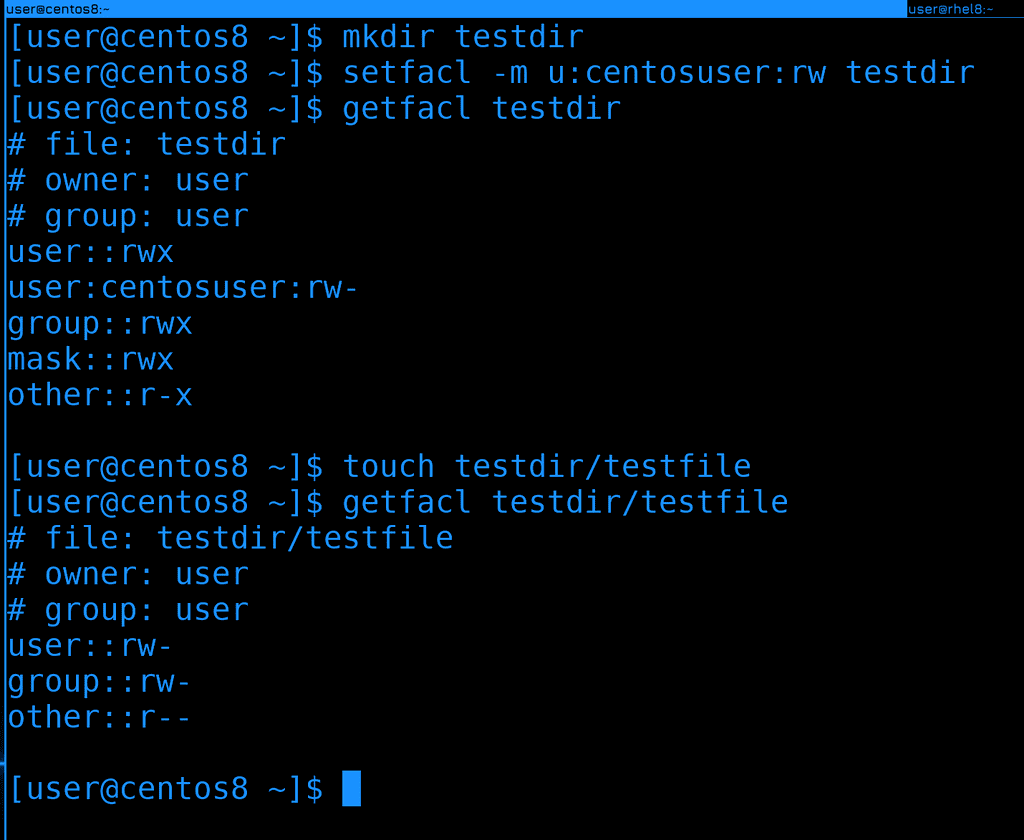 user@centos8:~ user@rhel8:~
[user@centos8 ~]$ mkdir testdir
[user@centos8 ~]$ setfacl -m u:centosuser:rw testdir
[user@centos8 ~]$ getfacl testdir
# file: testdir
# owner: user
# group: user
user::rwx
user:centosuser:rw-
group::rwx
mask::rwx
other::r-x
[user@centos8 ~]$ touch testdir/testfile
[user@centos8 ~]$ getfacl testdir/testfile
# file: testdir/testfile
# owner: user
# group: user
user::rw-
group::rw-
other::r--
[user@centos8 ~]$